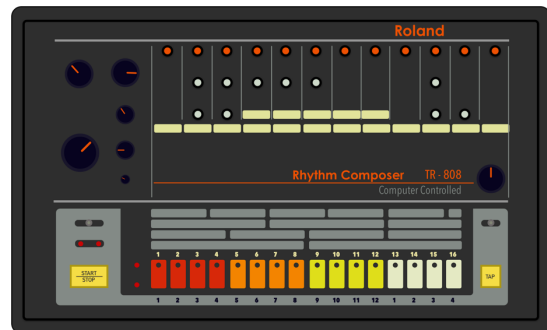 Roland
Rhythm Composer TR - 808
Computer Controlled
1 2 3 4 5 6 7 8 9 10 11 12 13 14 15 16
START
STOP
TAP
1 2 3 4 5 6 7 8 9 10 11 12 1 2 3 4